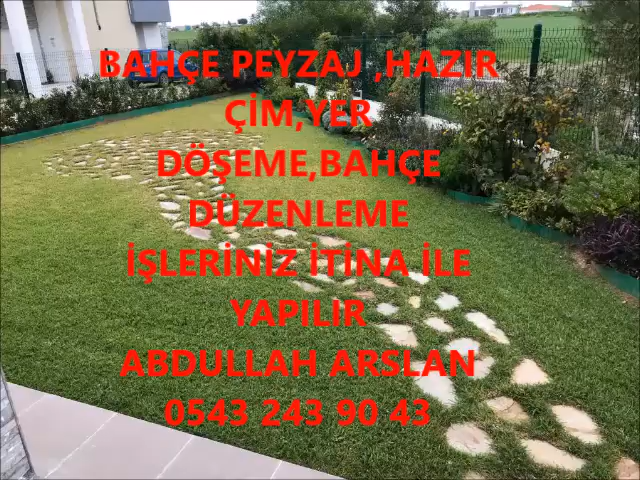 BAHÇE PEYZAJ ,HAZIR
ÇİM,YER
DÖŞEME,BAHÇE
DÜZENLEME
İŞLERİNİZ İTİNA İLE
YAPILIR
ABDULLAH ARSLAN
0543 243 90 43